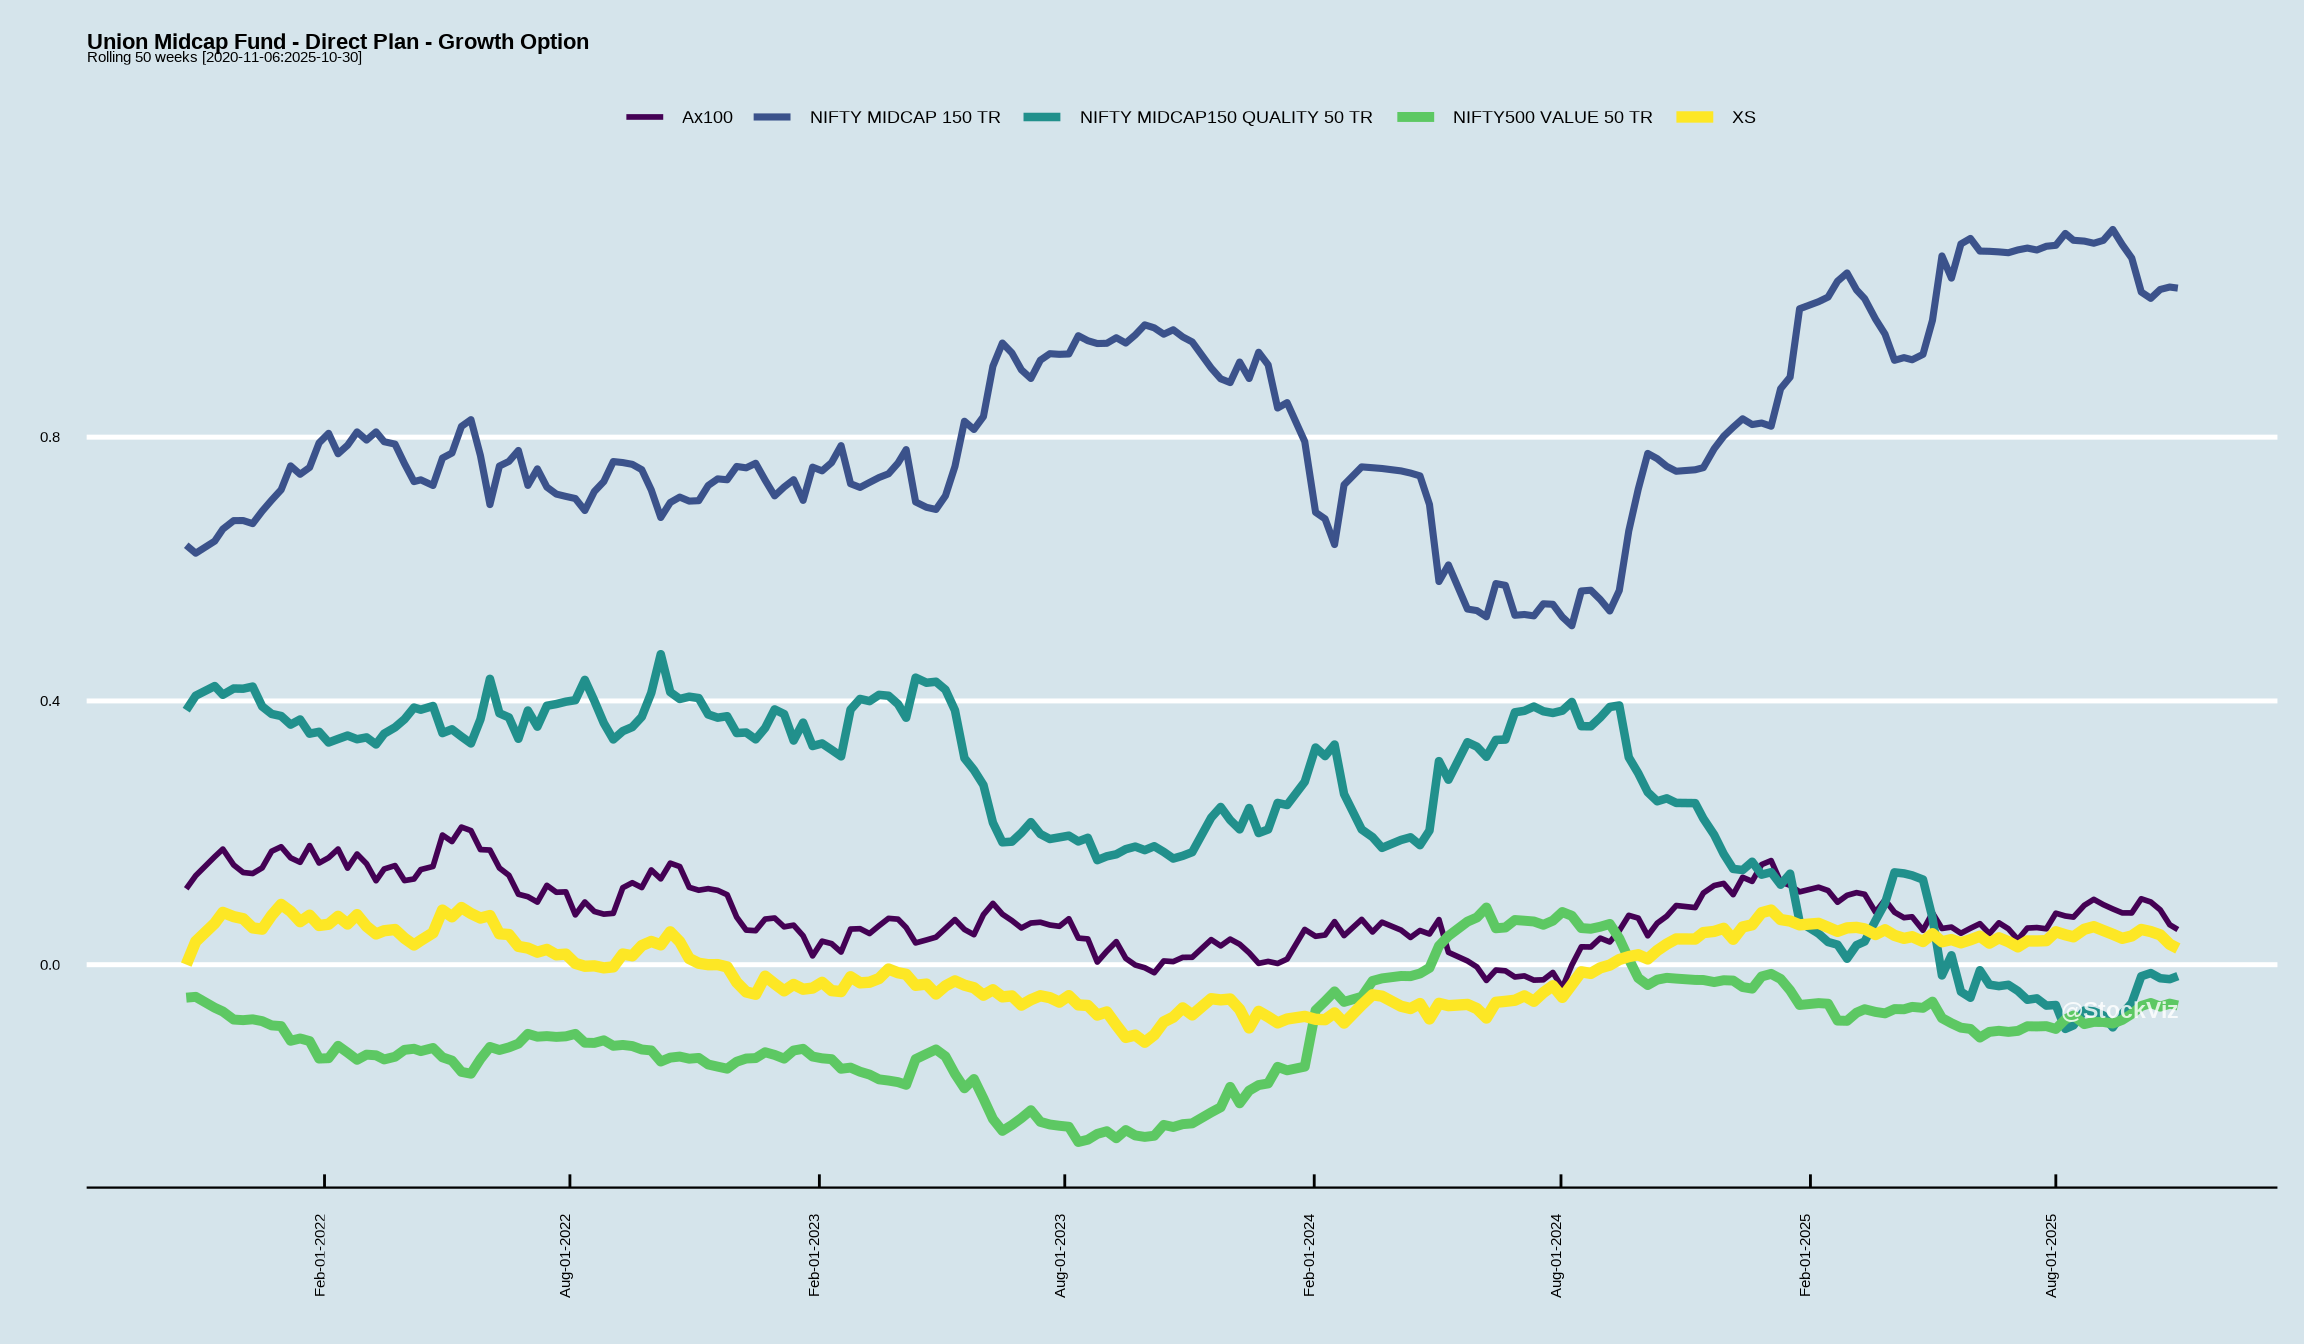 Union Midcap Fund - Direct Plan - Growth Option
Rolling 50 weeks [2020-11-06:2025-10-30]
Ax100 NIFTY MIDCAP 150 TR NIFTY MIDCAP150 QUALITY 50 TR NIFTY500 VALUE 50 TR XS
0.8
0.4
0.0
@StockViz
Feb-01-2022 Aug-01-2022 Feb-01-2023 Aug-01-2023 Feb-01-2024 Aug-01-2024 Feb-01-2025 Aug-01-2025